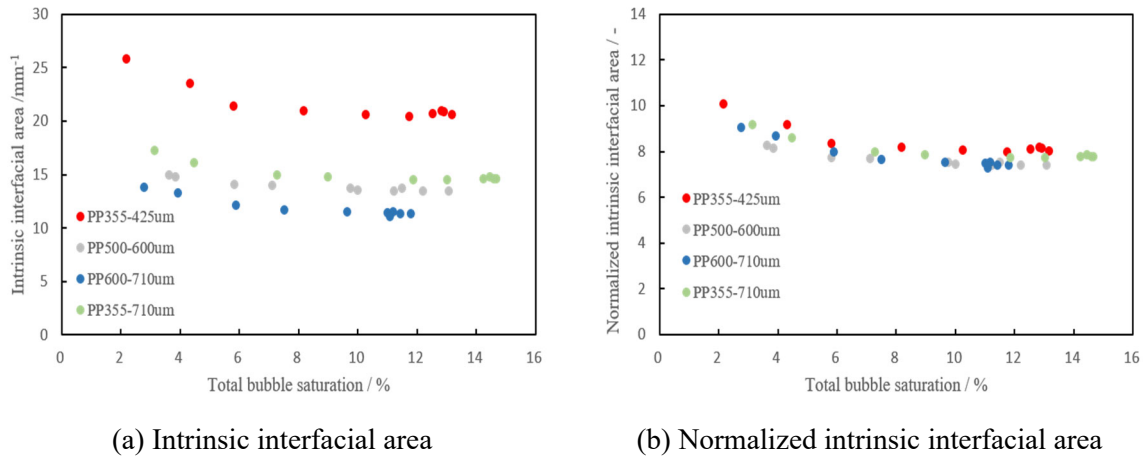 30
25
20
15
10
5
0
Intrinsic interfacial area /mm⁻¹
PP355-425um
PP500-600um
PP600-710um
PP355-710um
0 2 4 6 8 10 12 14 16
Total bubble saturation / %
(a) Intrinsic interfacial area
14
12
10
8
6
4
2
0
Normalized intrinsic interfacial area / -
PP355-425um
PP500-600um
PP600-710um
PP355-710um
0 2 4 6 8 10 12 14 16
Total bubble saturation / %
(b) Normalized intrinsic interfacial area